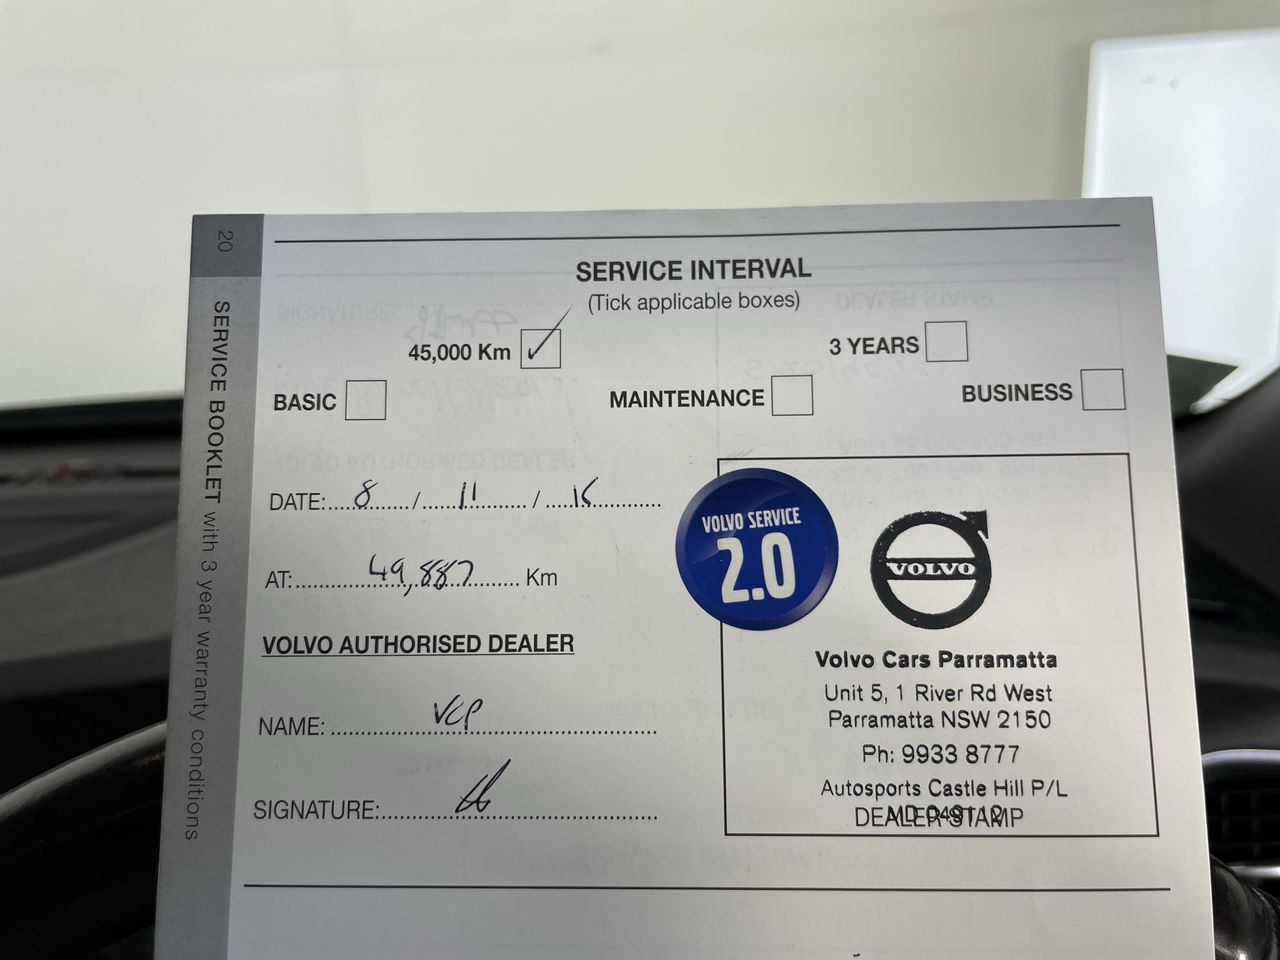 20
SERVICE BOOKLET with 3 year warranty conditions
SERVICE INTERVAL
(Tick applicable boxes)
45,000 Km
3 YEARS
BASIC
MAINTENANCE
BUSINESS
DATE: 8 / 11 / 15
AT: 49,887 Km
VOLVO AUTHORISED DEALER
NAME: VCP
SIGNATURE:
VOLVO SERVICE
2.0
VOLVO
Volvo Cars Parramatta
Unit 5, 1 River Rd West
Parramatta NSW 2150
Ph: 9933 8777
Autosports Castle Hill P/L
DEALER STAMP